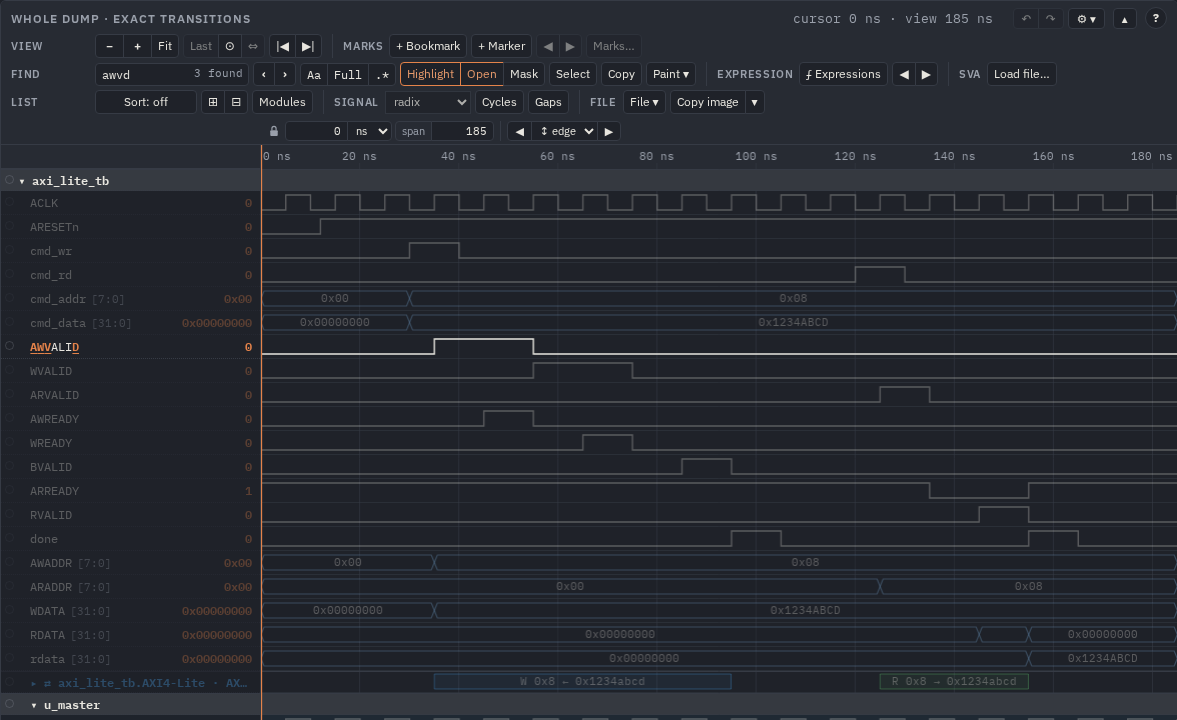 WHOLE DUMP · EXACT TRANSITIONS cursor 0 ns · view 185 ns ↶ ↷ ⚙ ▾ ▲ ?
VIEW − + Fit Last ⊙ ⇔ |◀ ▶| MARKS + Bookmark + Marker ◀ ▶ Marks…
FIND awvd 3 found ‹ › Aa Full .* Highlight Open Mask Select Copy Paint ▾ EXPRESSION ⨍ Expressions ◀ ▶ SVA Load file…
LIST Sort: off ⊞ ⊟ Modules SIGNAL radix Cycles Gaps FILE File ▾ Copy image ▾
0 ns span 185 ◀ ↕ edge ▶
0 ns 20 ns 40 ns 60 ns 80 ns 100 ns 120 ns 140 ns 160 ns 180 ns
▾ axi_lite_tb
ACLK 0
ARESETn 0
cmd_wr 0
cmd_rd 0
cmd_addr [7:0] 0x00 0x00 0x08
cmd_data [31:0] 0x00000000 0x00000000 0x1234ABCD
AWVALID 0
WVALID 0
ARVALID 0
AWREADY 0
WREADY 0
BVALID 0
ARREADY 1
RVALID 0
done 0
AWADDR [7:0] 0x00 0x00 0x08
ARADDR [7:0] 0x00 0x00 0x08
WDATA [31:0] 0x00000000 0x00000000 0x1234ABCD
RDATA [31:0] 0x00000000 0x00000000 0x00000000
rdata [31:0] 0x00000000 0x00000000 0x1234ABCD
▸ ⇄ axi_lite_tb.AXI4-Lite · AX… W 0x8 ← 0x1234abcd R 0x8 → 0x1234abcd
▾ u_master